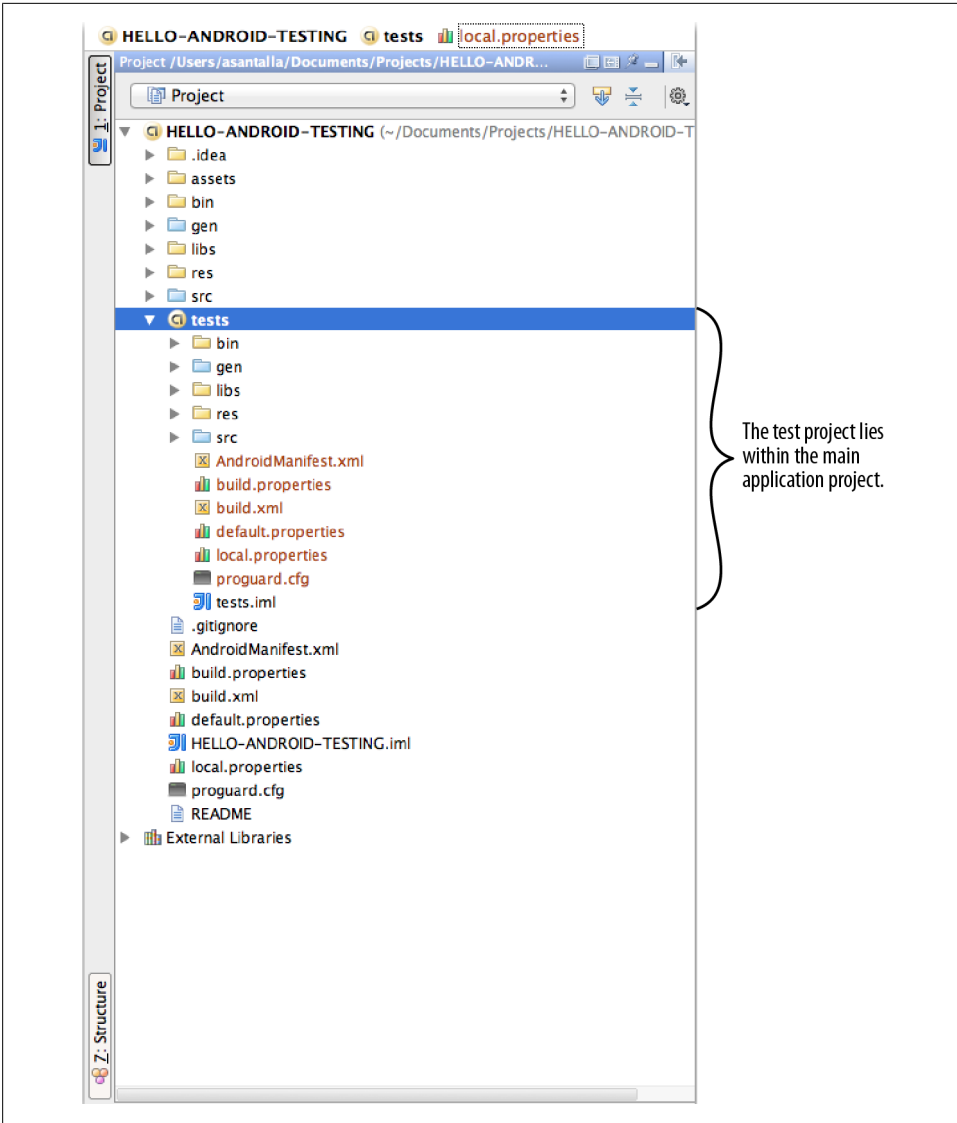 HELLO-ANDROID-TESTING tests local.properties
Project /Users/asantalla/Documents/Projects/HELLO-ANDR...
1: Project
Project
HELLO-ANDROID-TESTING (~/Documents/Projects/HELLO-ANDROID-T
.idea
assets
bin
gen
libs
res
src
tests
bin
gen
libs
res
src
AndroidManifest.xml
build.properties
build.xml
default.properties
local.properties
proguard.cfg
tests.iml
.gitignore
AndroidManifest.xml
build.properties
build.xml
default.properties
HELLO-ANDROID-TESTING.iml
local.properties
proguard.cfg
README
External Libraries
The test project lies
within the main
application project.
7: Structure